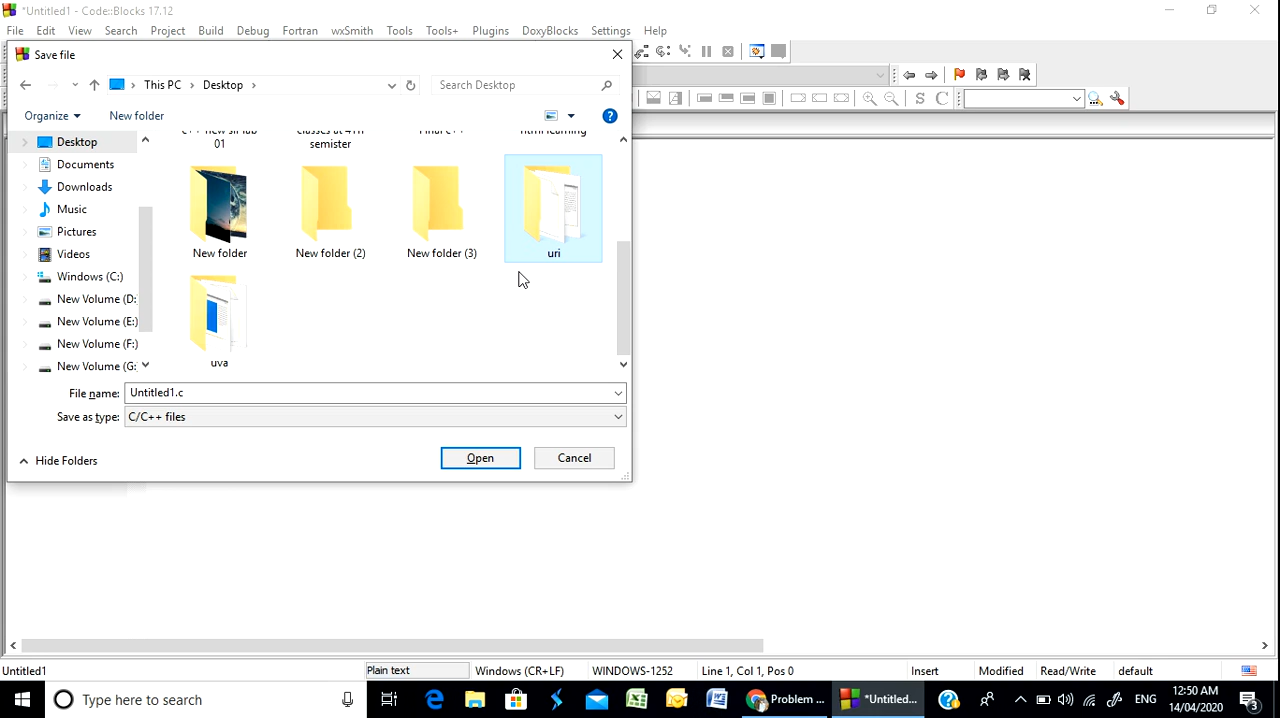 *Untitled1 - Code::Blocks 17.12
File Edit View Search Project Build Debug Fortran wxSmith Tools Tools+ Plugins DoxyBlocks Settings Help
Save file
This PC > Desktop >
Search Desktop
Organize New folder
Desktop
Documents
Downloads
Music
Pictures
Videos
Windows (C:)
New Volume (D:
New Volume (E:)
New Volume (F:)
New Volume (G:
01
semister
New folder
New folder (2)
New folder (3)
uri
uva
File name: Untitled1.c
Save as type: C/C++ files
Hide Folders
Open Cancel
Untitled1 Plain text Windows (CR+LF) WINDOWS-1252 Line 1, Col 1, Pos 0 Insert Modified Read/Write default
Type here to search
Problem ...
*Untitled...
ENG
12:50 AM
14/04/2020
3